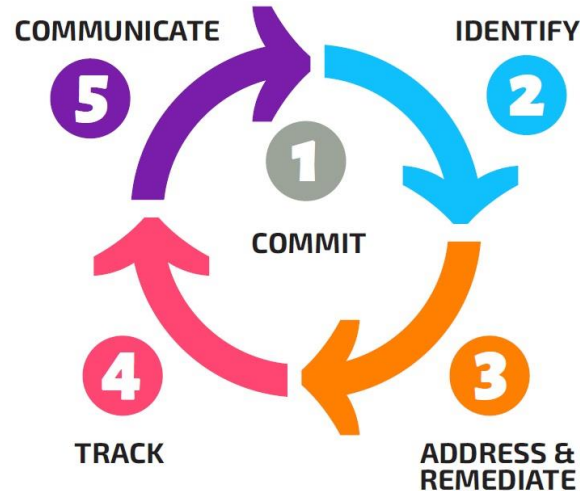 COMMUNICATE
5
IDENTIFY
2
1
COMMIT
4
TRACK
3
ADDRESS &
REMEDIATE